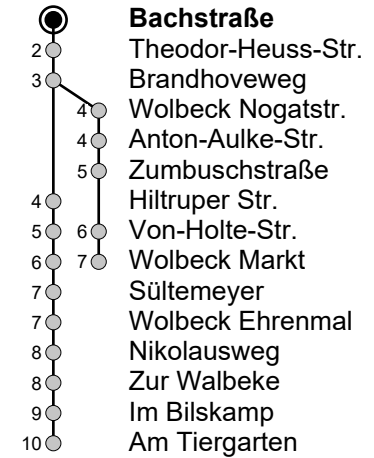 Bachstraße
2 Theodor-Heuss-Str.
3 Brandhoveweg
4 Wolbeck Nogatstr.
4 Anton-Aulke-Str.
5 Zumbuschstraße
4 Hiltruper Str.
5 6 Von-Holte-Str.
6 7 Wolbeck Markt
7 Sültemeyer
7 Wolbeck Ehrenmal
8 Nikolausweg
8 Zur Walbeke
9 Im Bilskamp
10 Am Tiergarten